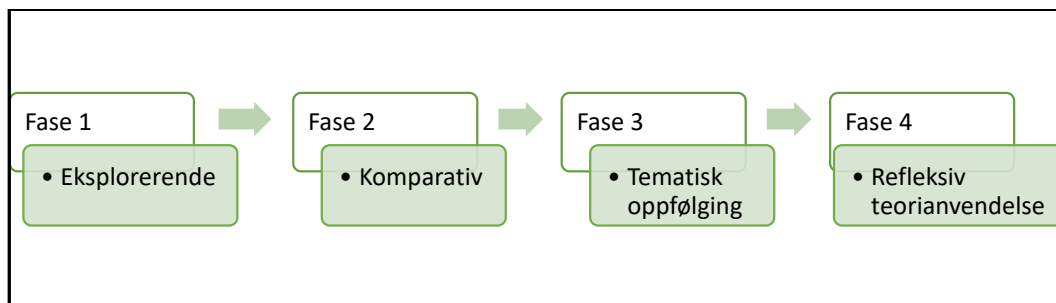 Fase 1
• Eksplorerende
Fase 2
• Komparativ
Fase 3
• Tematisk
oppfølging
Fase 4
• Refleksiv
teorianvendelse